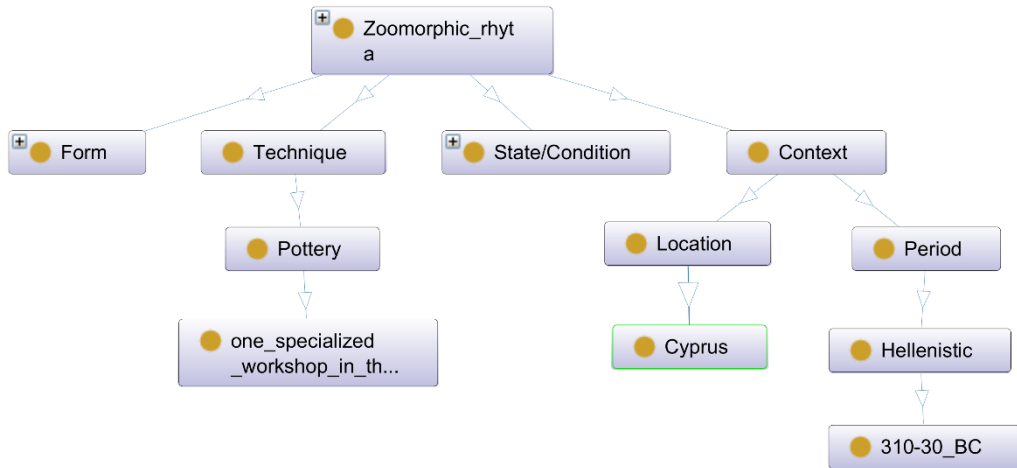 Zoomorphic_rhyt
a
Form
Technique
State/Condition
Context
Pottery
Location
Period
one_specialized
_workshop_in_th...
Cyprus
Hellenistic
310-30_BC